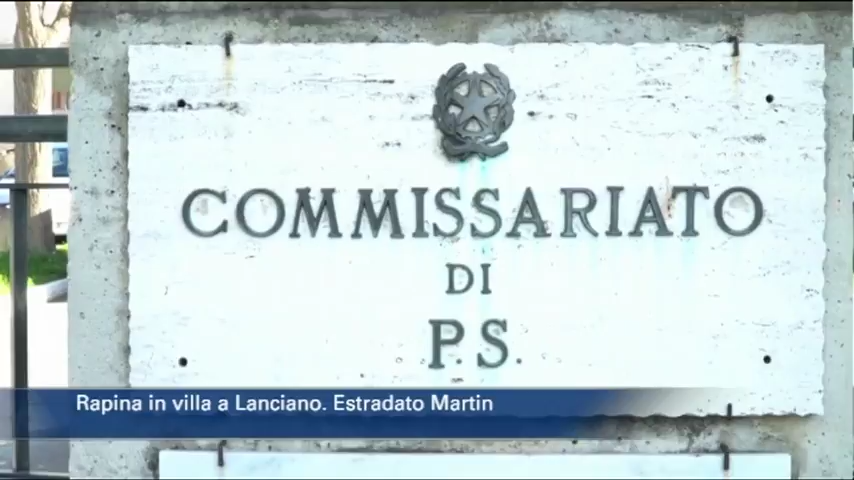 COMMISSARIATO
DI
P.S.
Rapina in villa a Lanciano. Estradato Martin